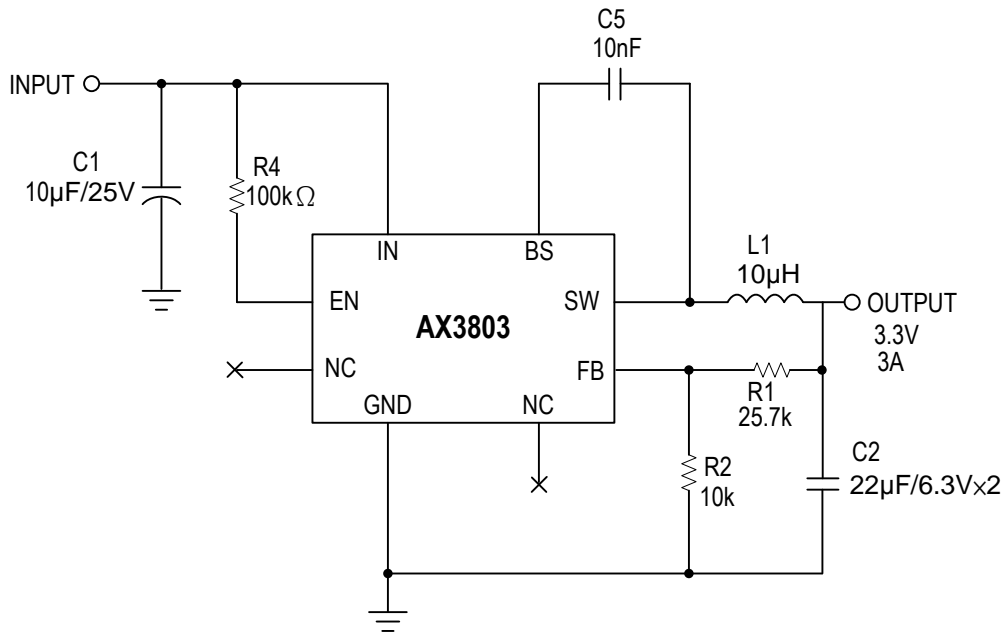 C5
10nF
INPUT
C1
10µF/25V
R4
100kΩ
IN
BS
L1
10µH
EN
SW
OUTPUT
AX3803
3.3V
3A
NC
FB
R1
25.7k
GND
NC
R2
10k
C2
22µF/6.3V×2